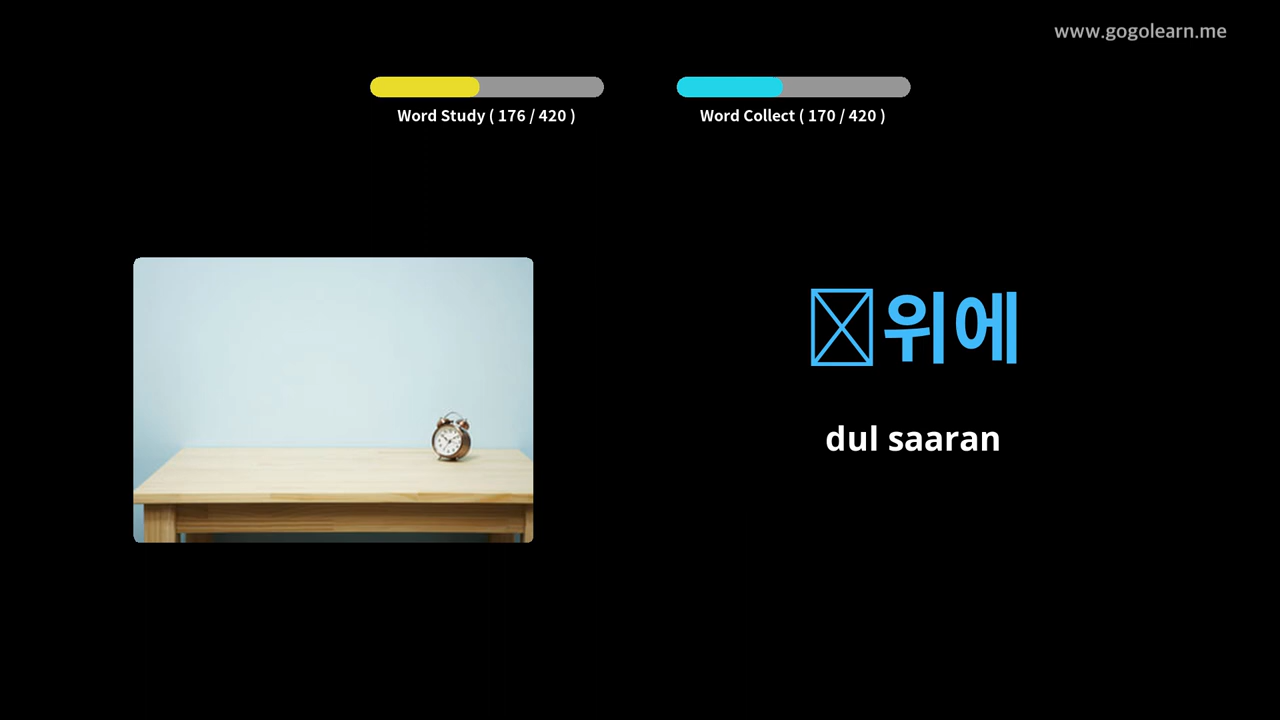 www.gogolearn.me
Word Study ( 176 / 420 )
Word Collect ( 170 / 420 )
위에
dul saaran